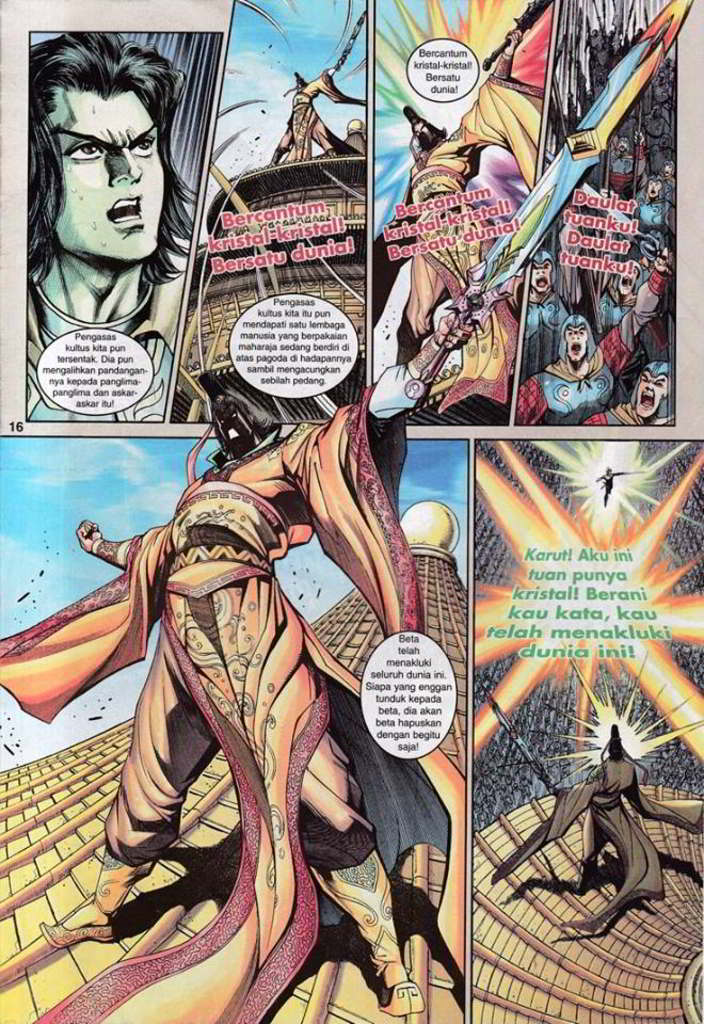 Pengasas
kultus kita pun
tersentak. Dia pun
mengalihkan pandangan-
nya kepada panglima-
panglima dan askar-
askar itu!
Bercantum
kristal-kristal!
Bersatu dunia!
Pengasas
kultus kita itu pun
mendapati satu lembaga
manusia yang berpakaian
maharaja sedang berdiri di
atas pagoda di hadapannya
sambil mengacungkan
sebilah pedang.
Bercantum
kristal-kristal!
Bersatu
dunia!
Bercantum
kristal-kristal!
Bersatu dunia!
Daulat
tuanku!
Daulat
tuanku!
16
Beta
telah
menakluki
seluruh dunia ini.
Siapa yang enggan
tunduk kepada
beta, dia akan
beta hapuskan
dengan begitu
saja!
Karut! Aku ini
tuan punya
kristal! Berani
kau kata, kau
telah menakluki
dunia ini!